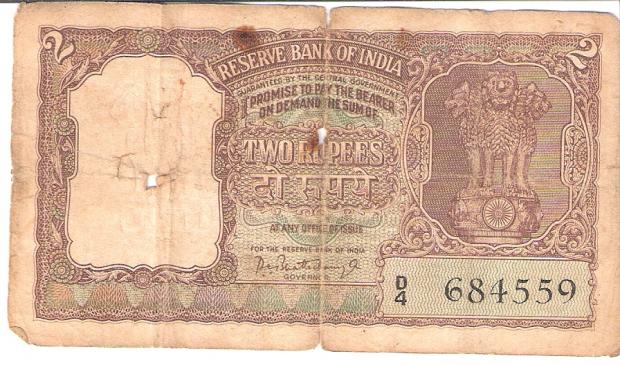 2
2
RESERVE BANK OF INDIA
GUARANTEED BY THE CENTRAL GOVERNMENT
I PROMISE TO PAY THE BEARER
ON DEMAND THE SUM OF
TWO RUPEES
दो रुपये
AT ANY OFFICE OF ISSUE
FOR THE RESERVE BANK OF INDIA
GOVERNOR
D/4 684559